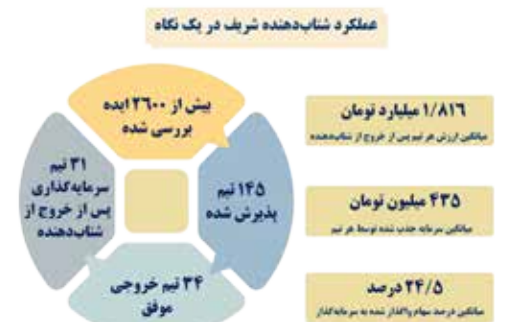 عملکرد شتاب‌دهنده شریف در یک نگاه
بیش از ۲۶۰۰ ایده
بررسی شده
۱۴۵ تیم
پذیرش شده
۳۴ تیم خروجی
موفق
۳۱ تیم
سرمایه‌گذاری
پس از خروج از
شتاب‌دهنده
۱/۸۱۶ میلیارد تومان
میانگین ارزش هر تیم پس از خروج از شتاب‌دهنده
۴۳۵ میلیون تومان
میانگین سرمایه جذب شده توسط هر تیم
۲۴/۵ درصد
میانگین درصد سهام واگذار شده به سرمایه‌گذار